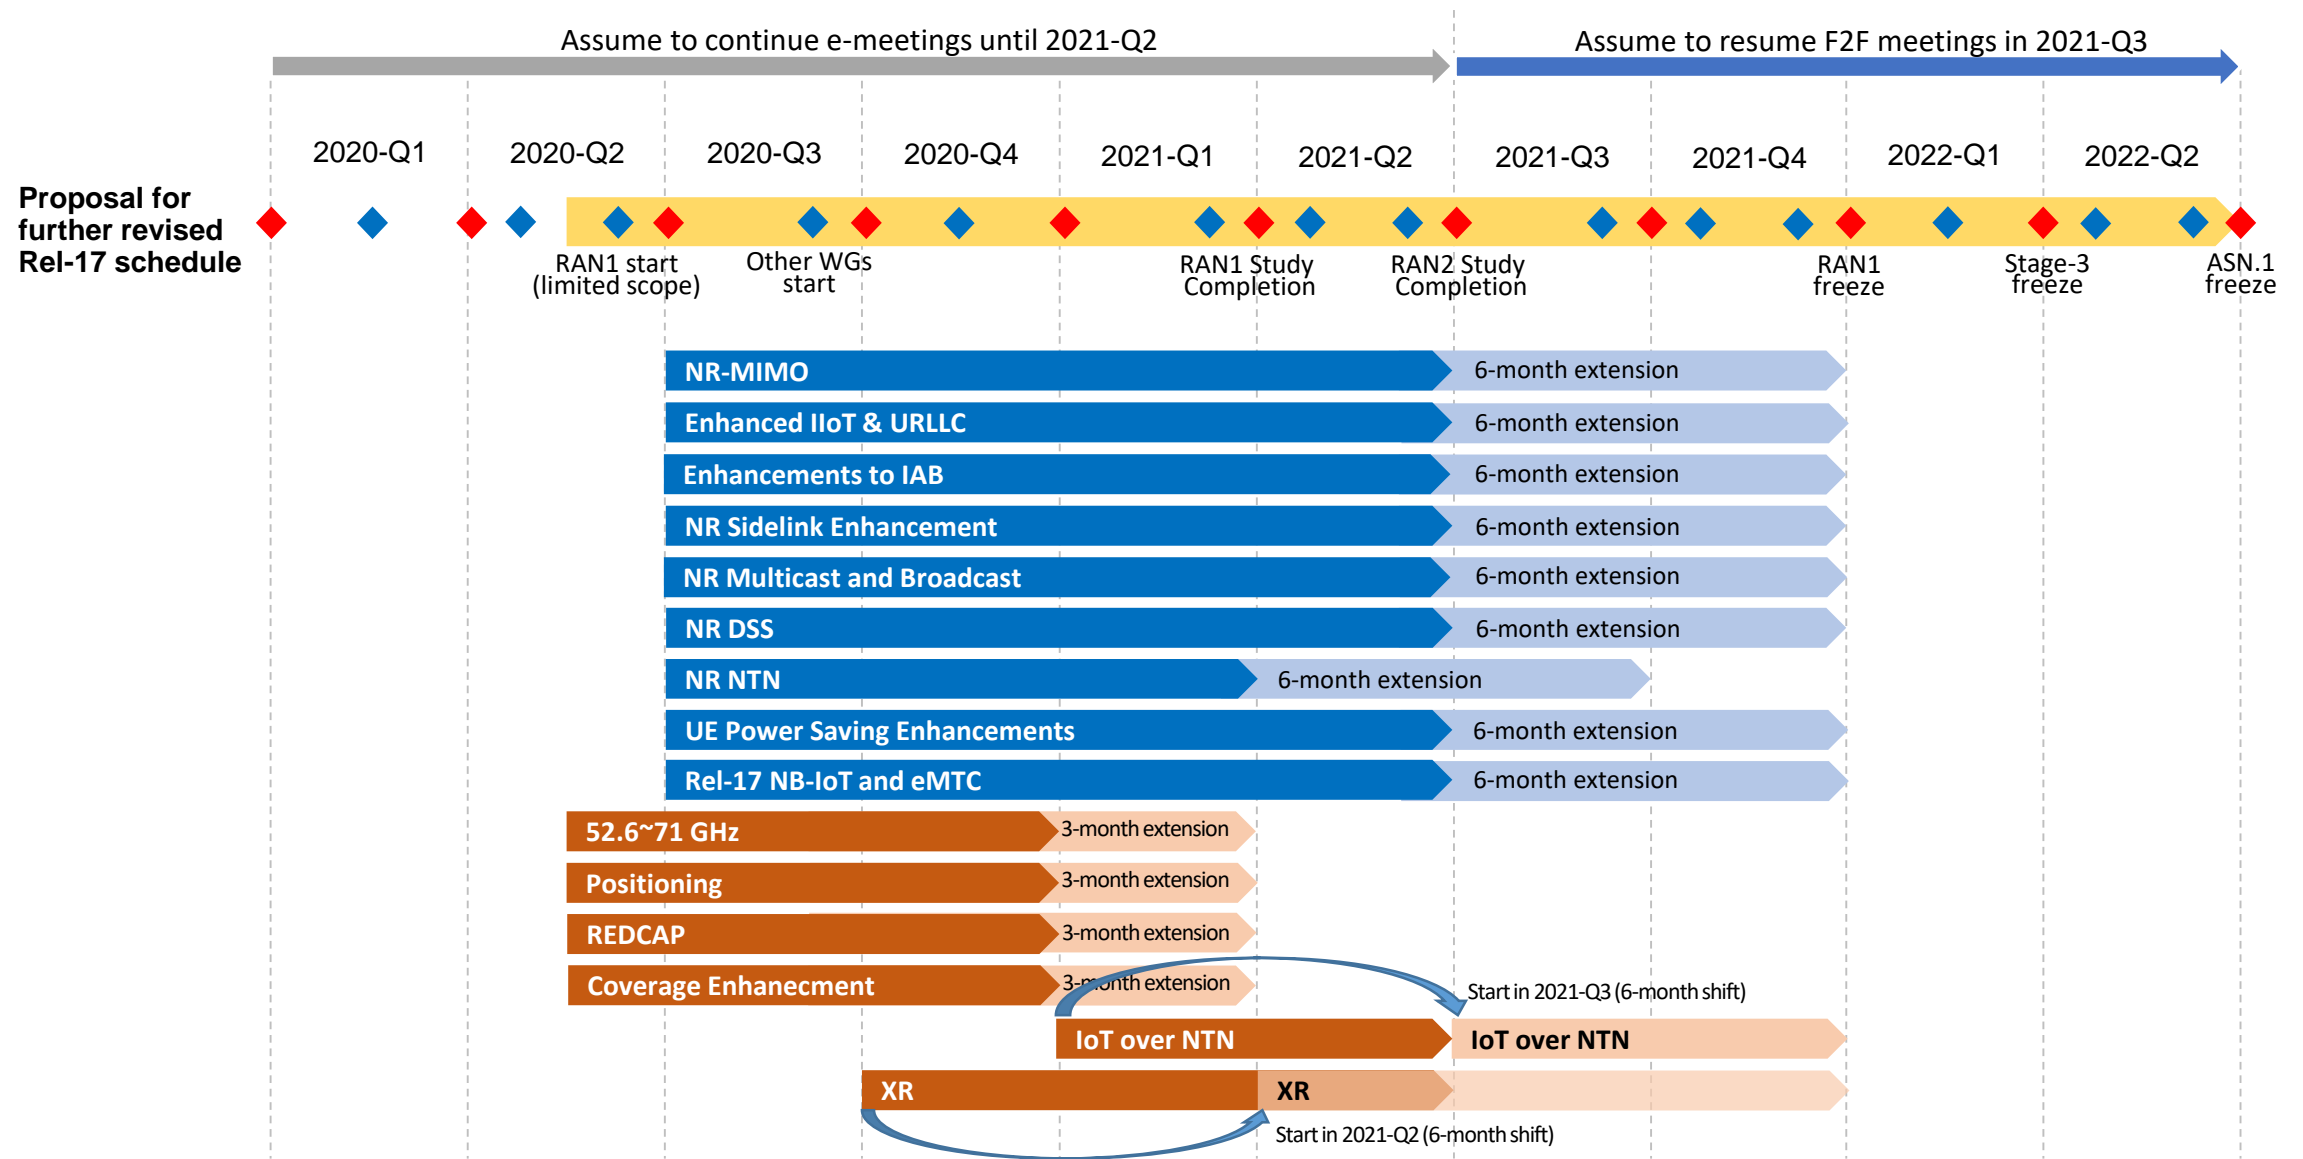 Assume to continue e-meetings until 2021-Q2
Assume to resume F2F meetings in 2021-Q3
2020-Q1
2020-Q2
2020-Q3
2020-Q4
2021-Q1
2021-Q2
2021-Q3
2021-Q4
2022-Q1
2022-Q2
Proposal for
further revised
Rel-17 schedule
RAN1 start
(limited scope)
Other WGs
start
RAN1 Study
Completion
RAN2 Study
Completion
RAN1
freeze
Stage-3
freeze
ASN.1
freeze
NR-MIMO
6-month extension
Enhanced IIoT & URLLC
6-month extension
Enhancements to IAB
6-month extension
NR Sidelink Enhancement
6-month extension
NR Multicast and Broadcast
6-month extension
NR DSS
6-month extension
NR NTN
6-month extension
UE Power Saving Enhancements
6-month extension
Rel-17 NB-IoT and eMTC
6-month extension
52.6~71 GHz
3-month extension
Positioning
3-month extension
REDCAP
3-month extension
Coverage Enhanecment
3-month extension
Start in 2021-Q3 (6-month shift)
IoT over NTN
IoT over NTN
XR
XR
Start in 2021-Q2 (6-month shift)